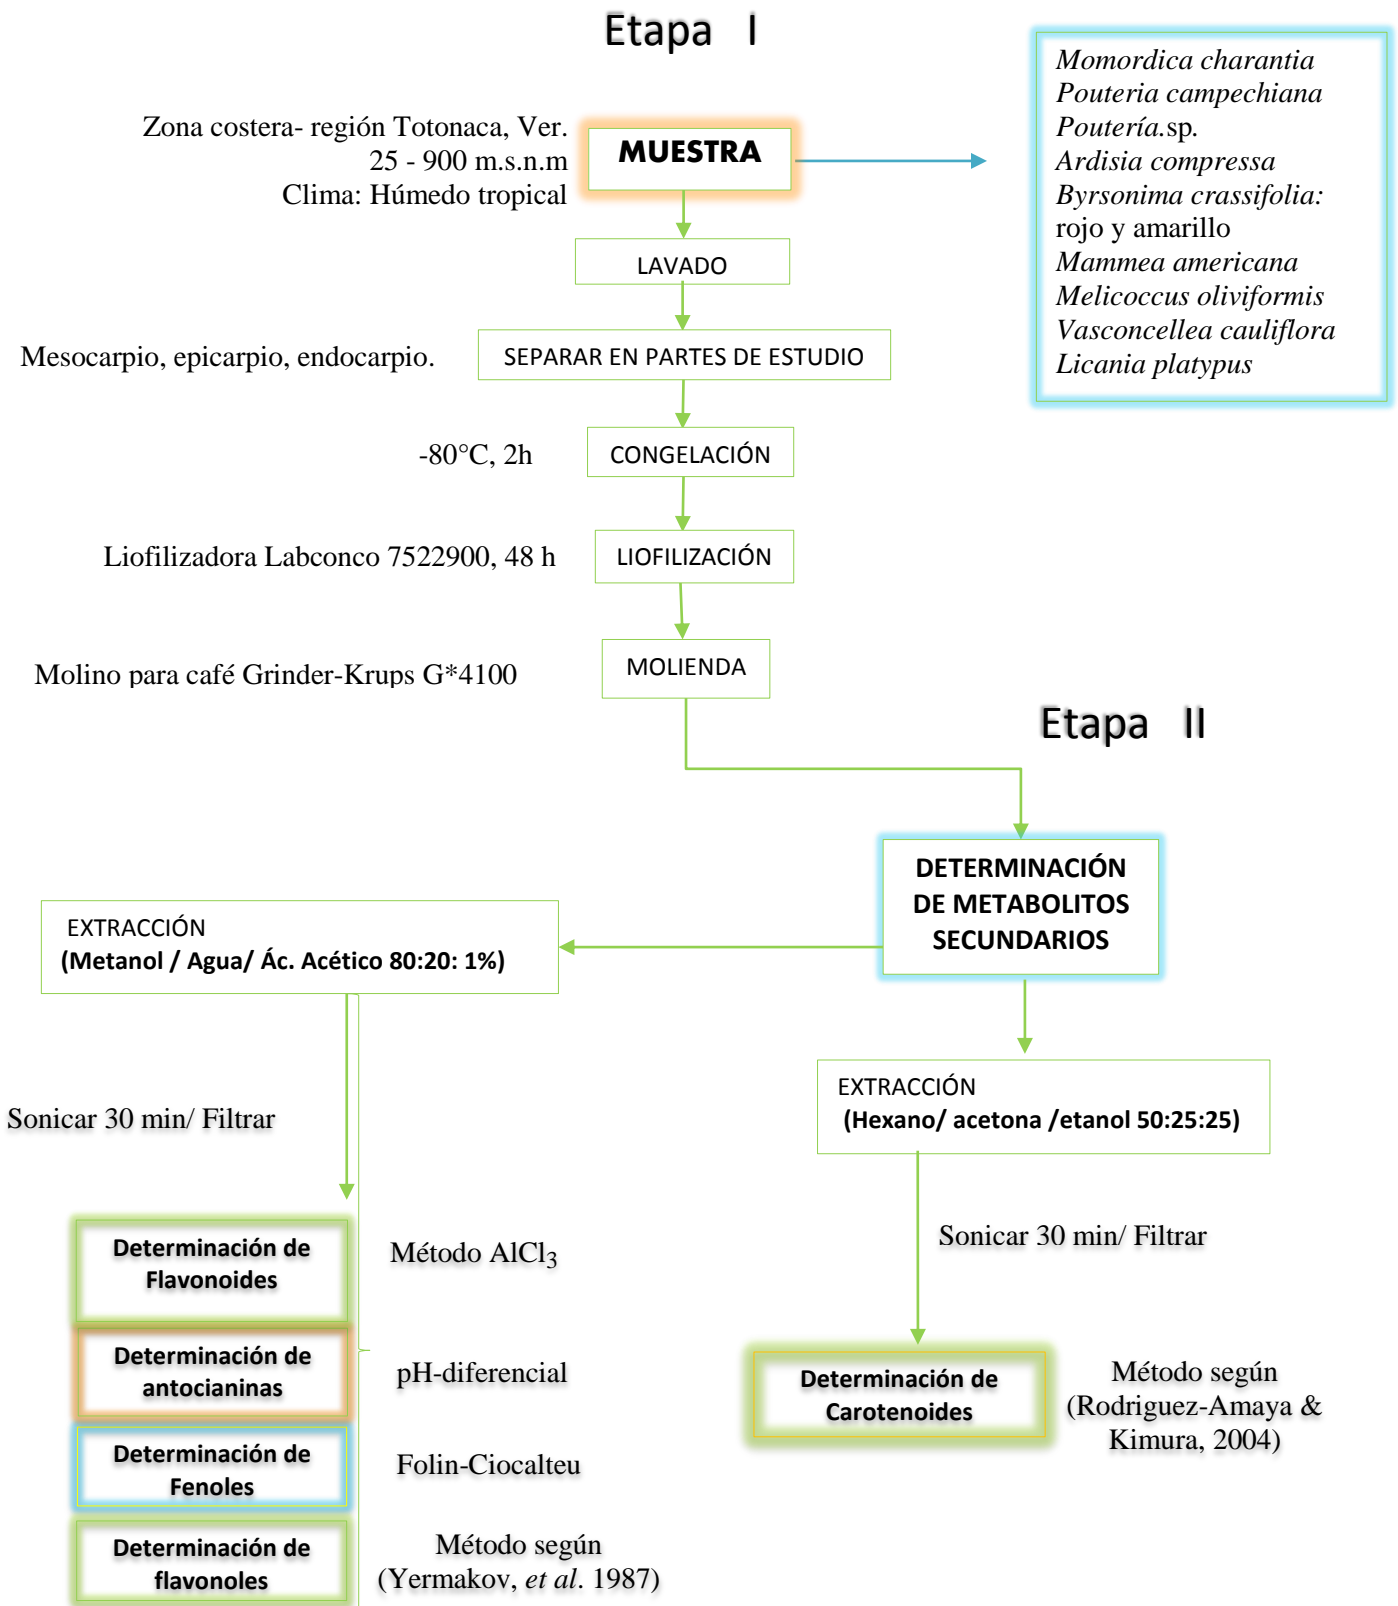 Etapa I
Momordica charantia
Pouteria campechiana
Poutería.sp.
Ardisia compressa
Byrsonima crassifolia:
rojo y amarillo
Mammea americana
Melicoccus oliviformis
Vasconcellea cauliflora
Licania platypus
Zona costera- región Totonaca, Ver.
25 - 900 m.s.n.m
Clima: Húmedo tropical
MUESTRA
LAVADO
Mesocarpio, epicarpio, endocarpio.
SEPARAR EN PARTES DE ESTUDIO
-80°C, 2h
CONGELACIÓN
Liofilizadora Labconco 7522900, 48 h
LIOFILIZACIÓN
Molino para café Grinder-Krups G*4100
MOLIENDA
Etapa II
DETERMINACIÓN
DE METABOLITOS
SECUNDARIOS
EXTRACCIÓN
(Metanol / Agua/ Ác. Acético 80:20: 1%)
EXTRACCIÓN
(Hexano/ acetona /etanol 50:25:25)
Sonicar 30 min/ Filtrar
Sonicar 30 min/ Filtrar
Determinación de
Flavonoides
Método AlCl3
Determinación de
antocianinas
pH-diferencial
Determinación de
Fenoles
Folin-Ciocalteu
Determinación de
flavonoles
Método según
(Yermakov, et al. 1987)
Determinación de
Carotenoides
Método según
(Rodriguez-Amaya &
Kimura, 2004)